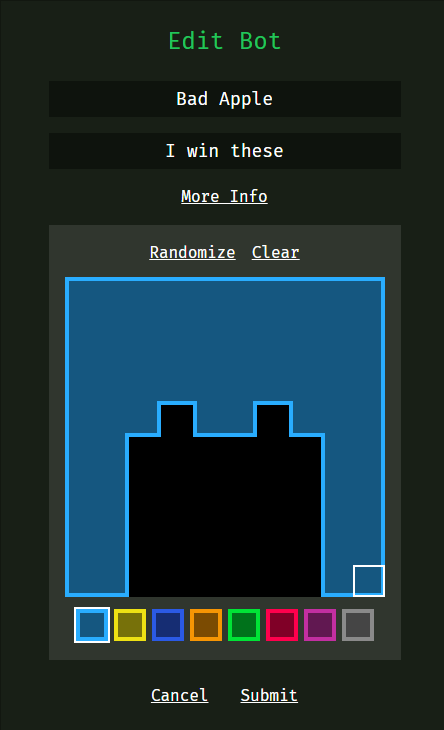 Edit Bot
Bad Apple
I win these
More Info
Randomize Clear
Cancel Submit